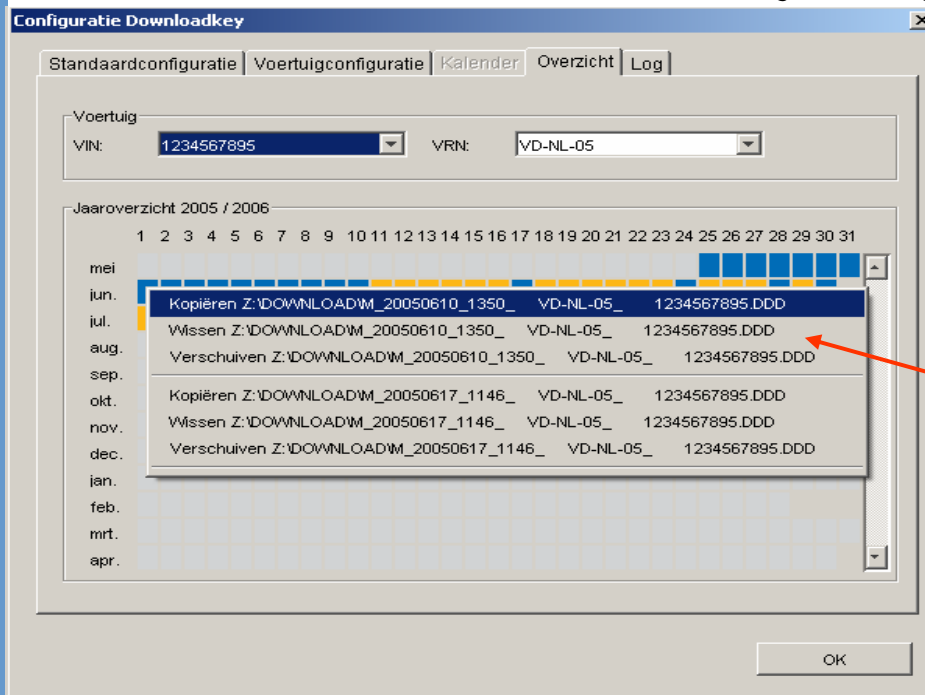 Configuratie Downloadkey
Standaardconfiguratie Voertuigconfiguratie Kalender Overzicht Log
Voertuig
VIN: 1234567895 VRN: VD-NL-05
Jaaroverzicht 2005 / 2006
1 2 3 4 5 6 7 8 9 10 11 12 13 14 15 16 17 18 19 20 21 22 23 24 25 26 27 28 29 30 31
mei
jun.
Kopiëren Z:\DOWNLOAD\M_20050610_1350_ VD-NL-05_ 1234567895.DDD
jul.
Wissen Z:\DOWNLOAD\M_20050610_1350_ VD-NL-05_ 1234567895.DDD
aug.
Verschuiven Z:\DOWNLOAD\M_20050610_1350_ VD-NL-05_ 1234567895.DDD
sep.
okt.
Kopiëren Z:\DOWNLOAD\M_20050617_1146_ VD-NL-05_ 1234567895.DDD
nov.
Wissen Z:\DOWNLOAD\M_20050617_1146_ VD-NL-05_ 1234567895.DDD
dec.
Verschuiven Z:\DOWNLOAD\M_20050617_1146_ VD-NL-05_ 1234567895.DDD
jan.
feb.
mrt.
apr.
OK